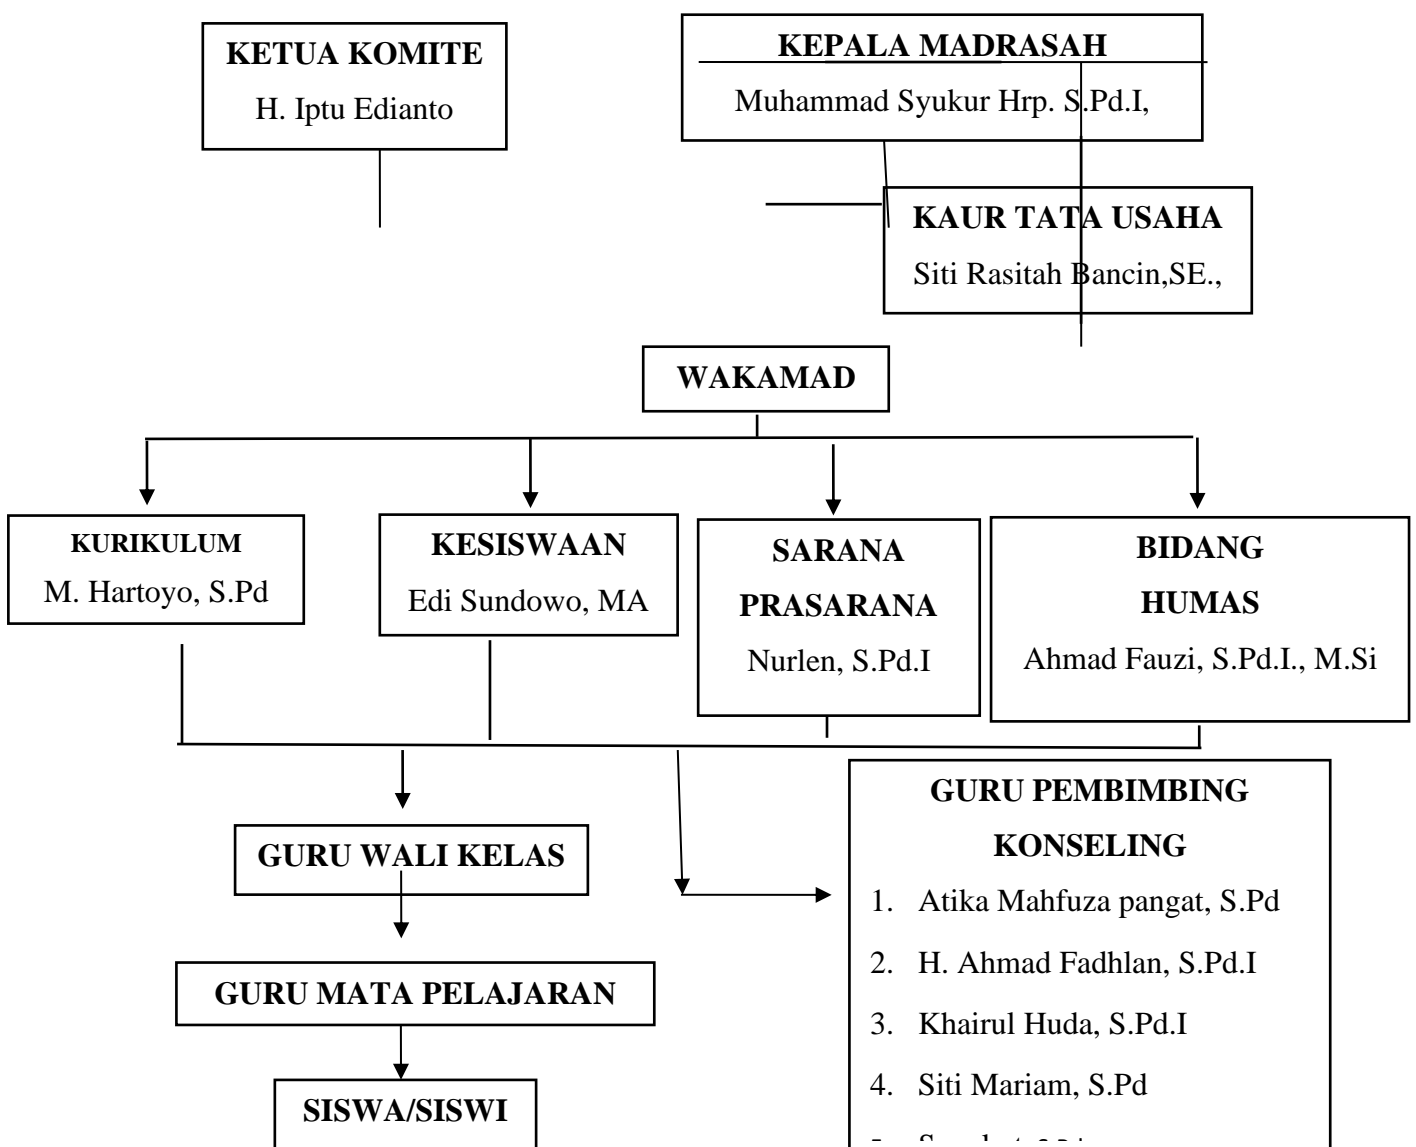 KETUA KOMITE
H. Iptu Edianto
KEPALA MADRASAH
Muhammad Syukur Hrp. S.Pd.I,
KAUR TATA USAHA
Siti Rasitah Bancin,SE.,
WAKAMAD
KURIKULUM
M. Hartoyo, S.Pd
KESISWAAN
Edi Sundowo, MA
SARANA
PRASARANA
Nurlen, S.Pd.I
BIDANG
HUMAS
Ahmad Fauzi, S.Pd.I., M.Si
GURU WALI KELAS
GURU MATA PELAJARAN
SISWA/SISWI
GURU PEMBIMBING
KONSELING
1. Atika Mahfuza pangat, S.Pd
2. H. Ahmad Fadhlan, S.Pd.I
3. Khairul Huda, S.Pd.I
4. Siti Mariam, S.Pd